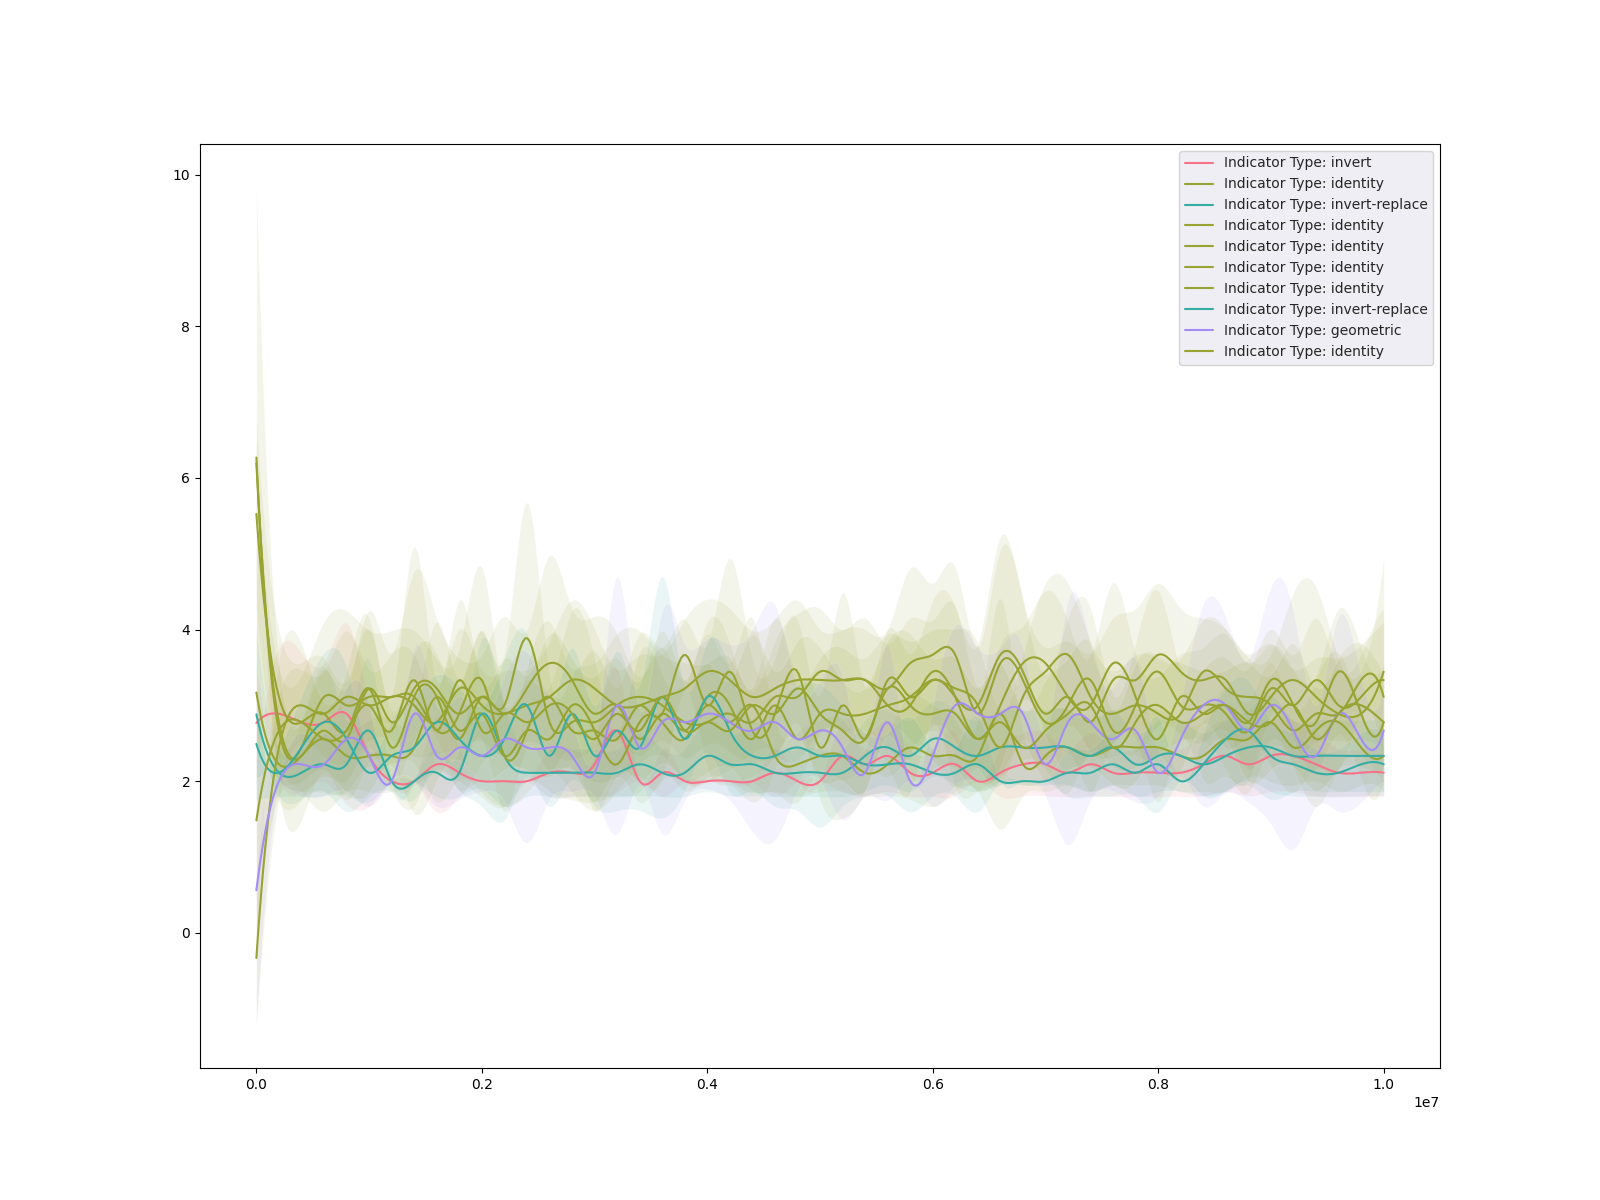 Indicator Type: invert
Indicator Type: identity
Indicator Type: invert-replace
Indicator Type: identity
Indicator Type: identity
Indicator Type: identity
Indicator Type: identity
Indicator Type: invert-replace
Indicator Type: geometric
Indicator Type: identity
10
8
6
4
2
0
0.0 0.2 0.4 0.6 0.8 1.0
1e7